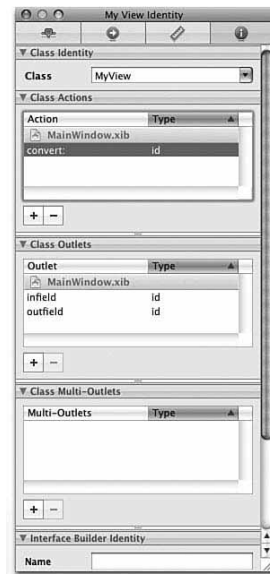 My View Identity
Class Identity
Class MyView
Class Actions
Action Type
MainWindow.xib
convert: id
+ −
Class Outlets
Outlet Type
MainWindow.xib
infield id
outfield id
+ −
Class Multi-Outlets
Multi-Outlets Type
+ −
Interface Builder Identity
Name